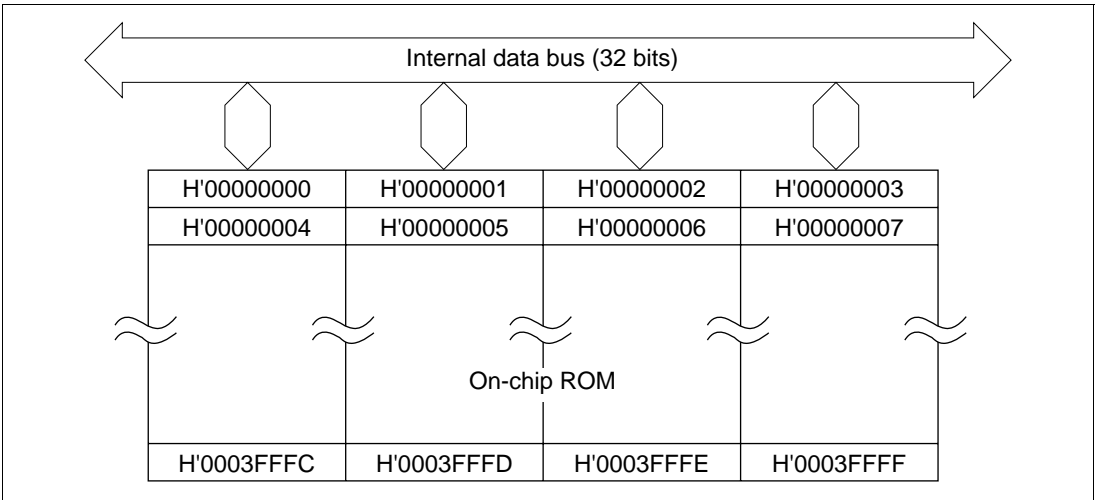 Internal data bus (32 bits)
H'00000000 H'00000001 H'00000002 H'00000003
H'00000004 H'00000005 H'00000006 H'00000007
On-chip ROM
H'0003FFFC H'0003FFFD H'0003FFFE H'0003FFFF